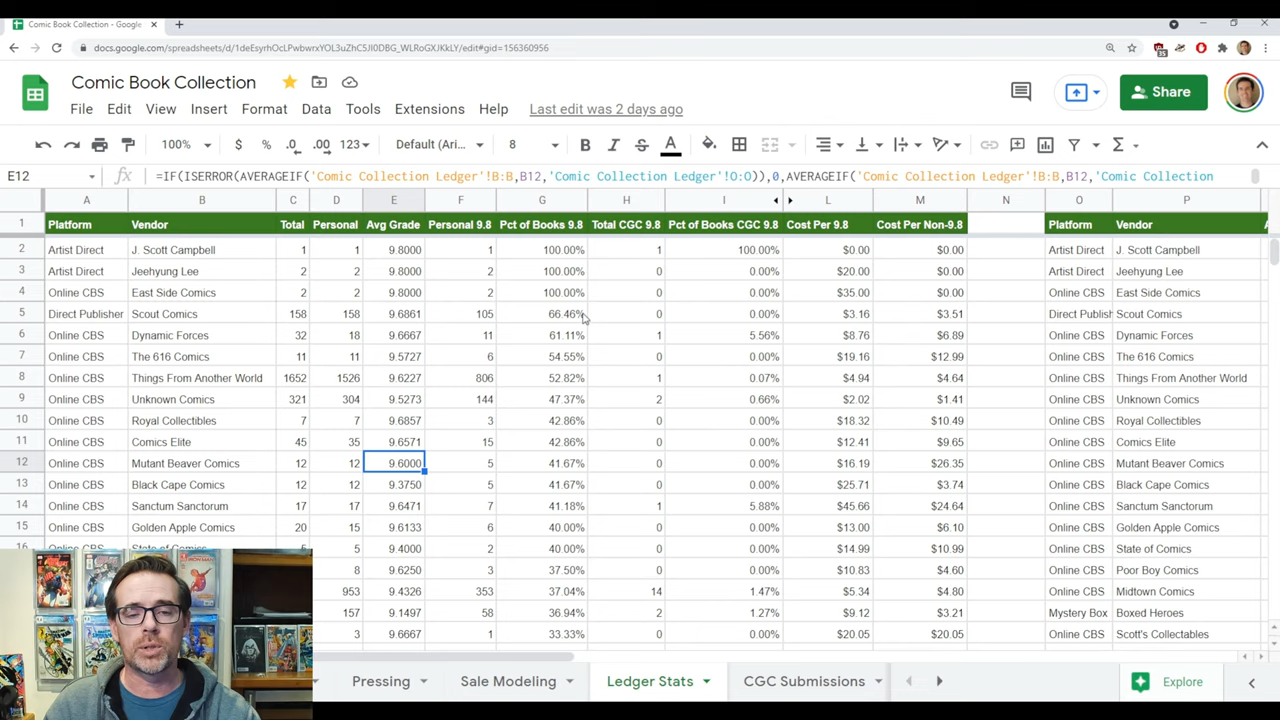 Comic Book Collection - Google
docs.google.com/spreadsheets/d/1deEsyrhOcLPwbwrxYOL3uZhC5JI0DBG_WLRoGXJKkLY/edit#gid=156360956
Comic Book Collection
File Edit View Insert Format Data Tools Extensions Help Last edit was 2 days ago
Share
100% $ % .0 .00 123 Default (Ari... 8 B I S A
E12 fx =IF(ISERROR(AVERAGEIF('Comic Collection Ledger'!B:B,B12,'Comic Collection Ledger'!O:O)),0,AVERAGEIF('Comic Collection Ledger'!B:B,B12,'Comic Collection
A B C D E F G H I L M N O P
1 Platform Vendor Total Personal Avg Grade Personal 9.8 Pct of Books 9.8 Total CGC 9.8 Pct of Books CGC 9.8 Cost Per 9.8 Cost Per Non-9.8 Platform Vendor
2 Artist Direct J. Scott Campbell 1 1 9.8000 1 100.00% 1 100.00% $0.00 $0.00 Artist Direct J. Scott Campbell
3 Artist Direct Jeehyung Lee 2 2 9.8000 2 100.00% 0 0.00% $20.00 $0.00 Artist Direct Jeehyung Lee
4 Online CBS East Side Comics 2 2 9.8000 2 100.00% 0 0.00% $35.00 $0.00 Online CBS East Side Comics
5 Direct Publisher Scout Comics 158 158 9.6861 105 66.46% 0 0.00% $3.16 $3.51 Direct Publish Scout Comics
6 Online CBS Dynamic Forces 32 18 9.6667 11 61.11% 1 5.56% $8.76 $6.89 Online CBS Dynamic Forces
7 Online CBS The 616 Comics 11 11 9.5727 6 54.55% 0 0.00% $19.16 $12.99 Online CBS The 616 Comics
8 Online CBS Things From Another World 1652 1526 9.6227 806 52.82% 1 0.07% $4.94 $4.64 Online CBS Things From Another World
9 Online CBS Unknown Comics 321 304 9.5273 144 47.37% 2 0.66% $2.02 $1.41 Online CBS Unknown Comics
10 Online CBS Royal Collectibles 7 7 9.6857 3 42.86% 0 0.00% $18.32 $10.49 Online CBS Royal Collectibles
11 Online CBS Comics Elite 45 35 9.6571 15 42.86% 0 0.00% $12.41 $9.65 Online CBS Comics Elite
12 Online CBS Mutant Beaver Comics 12 12 9.6000 5 41.67% 0 0.00% $16.19 $26.35 Online CBS Mutant Beaver Comics
13 Online CBS Black Cape Comics 12 12 9.3750 5 41.67% 0 0.00% $25.71 $3.74 Online CBS Black Cape Comics
14 Online CBS Sanctum Sanctorum 17 17 9.6471 7 41.18% 1 5.88% $45.66 $24.64 Online CBS Sanctum Sanctorum
15 Online CBS Golden Apple Comics 20 15 9.6133 6 40.00% 0 0.00% $13.00 $6.10 Online CBS Golden Apple Comics
16 Online CBS State of Comics 5 5 9.4000 2 40.00% 0 0.00% $14.99 $10.99 Online CBS State of Comics
8 9.6250 3 37.50% 0 0.00% $10.83 $4.60 Online CBS Poor Boy Comics
953 9.4326 353 37.04% 14 1.47% $5.34 $4.80 Online CBS Midtown Comics
157 9.1497 58 36.94% 2 1.27% $9.12 $3.21 Mystery Box Boxed Heroes
3 9.6667 1 33.33% 0 0.00% $20.05 $20.05 Online CBS Scott's Collectables
Pressing Sale Modeling Ledger Stats CGC Submissions Explore